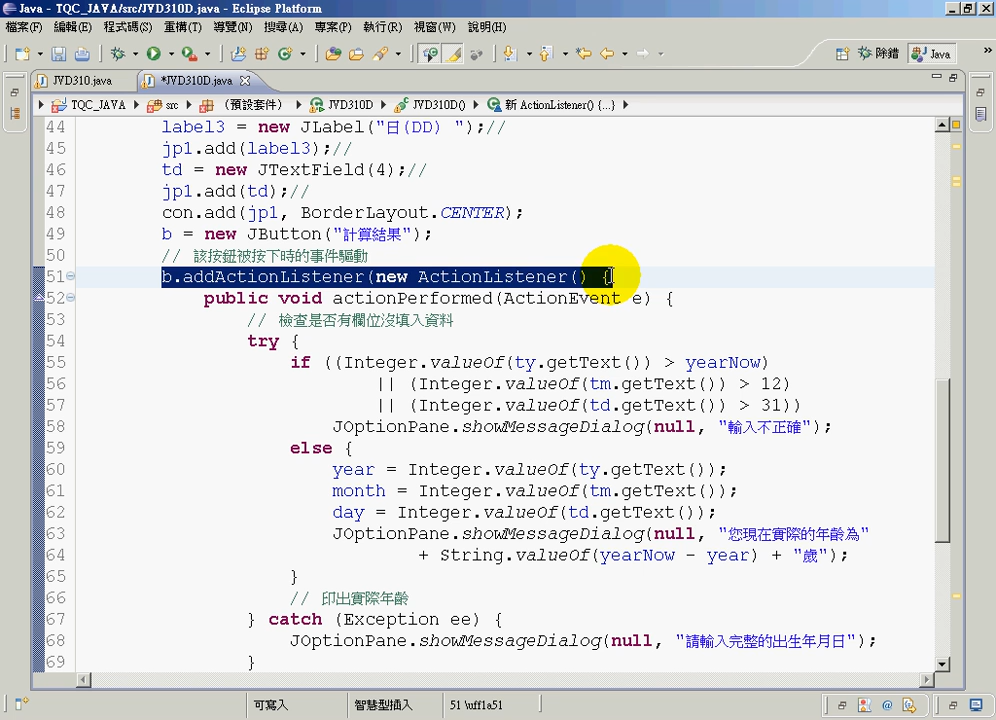 Java - TQC_JAVA/src/JVD310D.java - Eclipse Platform
檔案(F) 編輯(E) 程式碼(S) 重構(T) 導覽(N) 搜尋(A) 專案(P) 執行(R) 視窗(W) 說明(H)
除錯 Java »
JVD310.java *JVD310D.java
TQC_JAVA src (預設套件) JVD310D JVD310D() 新 ActionListener() {...}
44 label3 = new JLabel("日(DD) ");//
45 jp1.add(label3);//
46 td = new JTextField(4);//
47 jp1.add(td);//
48 con.add(jp1, BorderLayout.CENTER);
49 b = new JButton("計算結果");
50 // 該按鈕被按下時的事件驅動
51 b.addActionListener(new ActionListener() {
52 public void actionPerformed(ActionEvent e) {
53 // 檢查是否有欄位沒填入資料
54 try {
55 if ((Integer.valueOf(ty.getText()) > yearNow)
56 || (Integer.valueOf(tm.getText()) > 12)
57 || (Integer.valueOf(td.getText()) > 31))
58 JOptionPane.showMessageDialog(null, "輸入不正確");
59 else {
60 year = Integer.valueOf(ty.getText());
61 month = Integer.valueOf(tm.getText());
62 day = Integer.valueOf(td.getText());
63 JOptionPane.showMessageDialog(null, "您現在實際的年齡為"
64 + String.valueOf(yearNow - year) + "歲");
65 }
66 // 印出實際年齡
67 } catch (Exception ee) {
68 JOptionPane.showMessageDialog(null, "請輸入完整的出生年月日");
69 }
可寫入 智慧型插入 51 \uff1a51